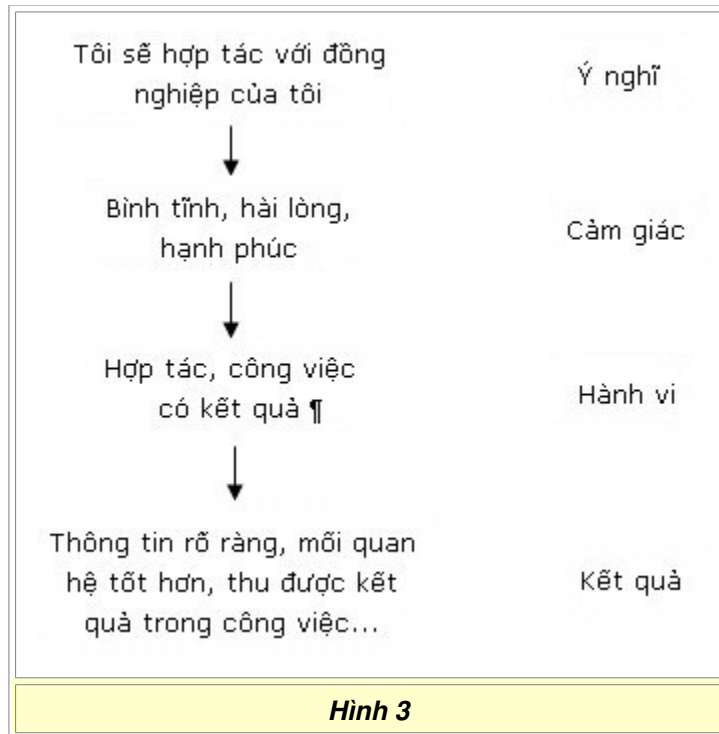 Tôi sẽ hợp tác với đồng
nghiệp của tôi
Ý nghĩ
Bình tĩnh, hài lòng,
hạnh phúc
Cảm giác
Hợp tác, công việc
có kết quả ¶
Hành vi
Thông tin rõ ràng, mối quan
hệ tốt hơn, thu được kết
quả trong công việc...
Kết quả
Hình 3